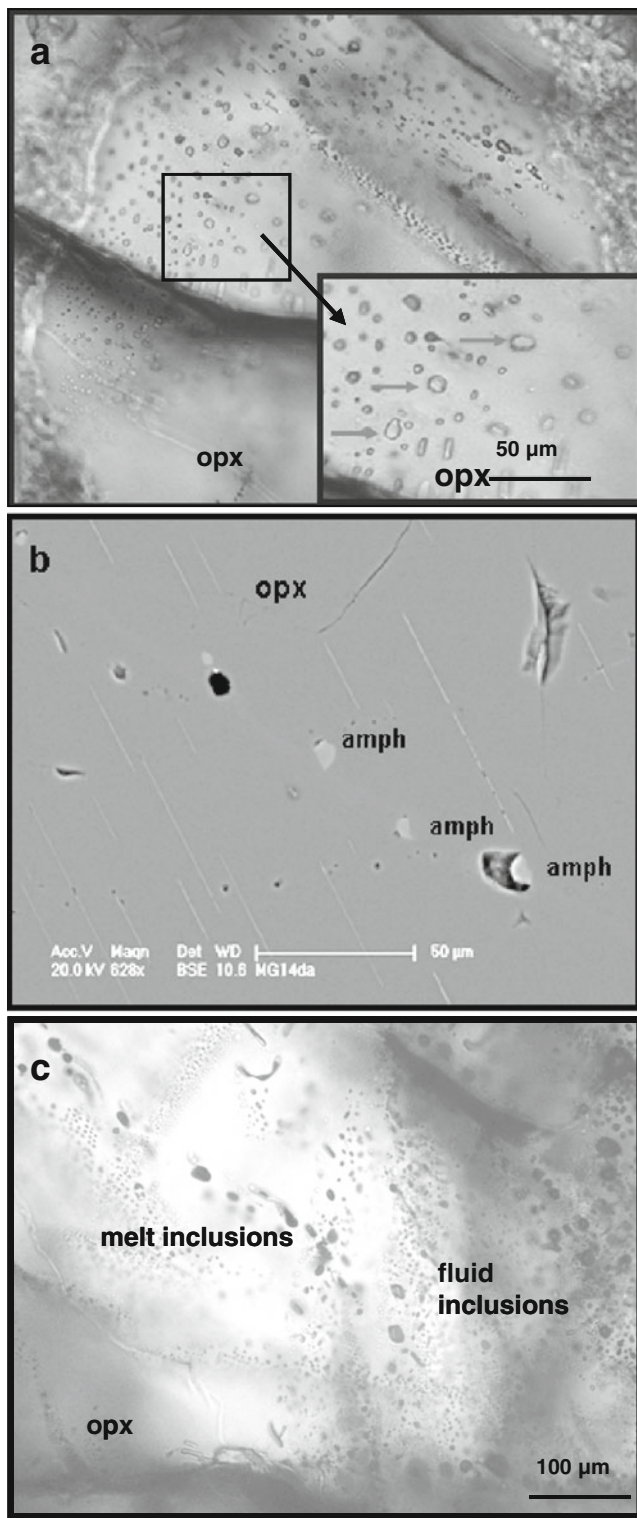 a
opx
50 µm
opx
b
opx
amph
amph
amph
Acc.V Magn Det WD 50 µm
20.0 kV 628x BSE 10.6 MG14da
c
melt inclusions
fluid
inclusions
opx
100 µm